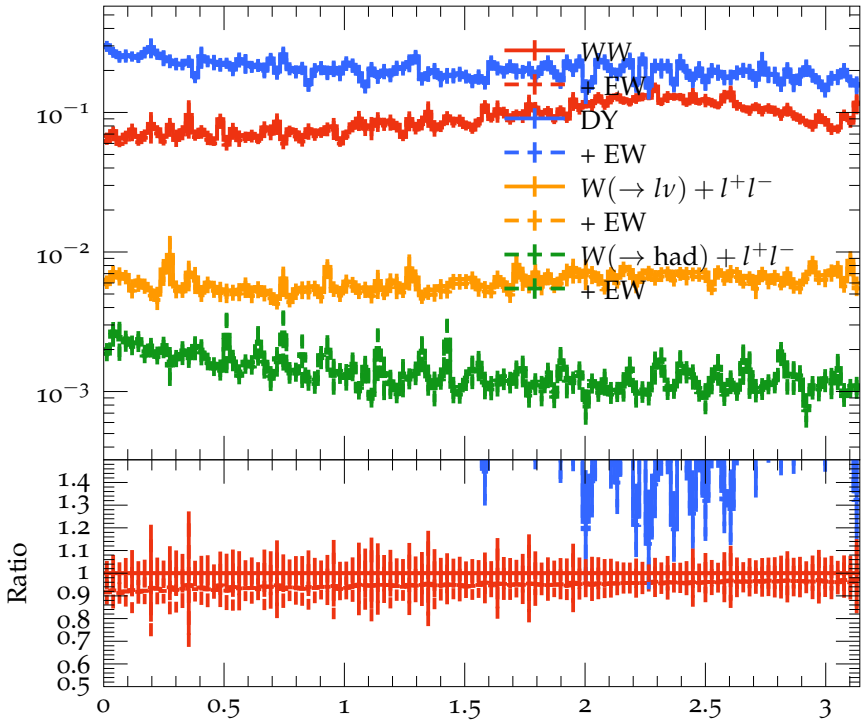 WW
+ EW
DY
+ EW
W(→ lν) + l⁺l⁻
+ EW
W(→ had) + l⁺l⁻
+ EW
10⁻¹
10⁻²
10⁻³
1.4
1.3
1.2
1.1
1
0.9
0.8
0.7
0.6
0.5
Ratio
0 0.5 1 1.5 2 2.5 3